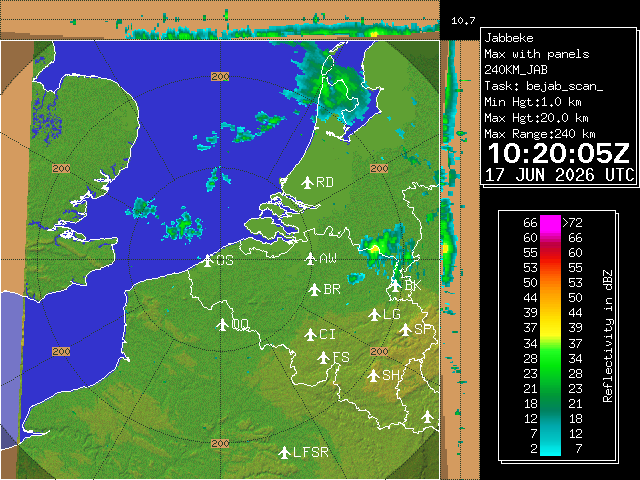 10.7
Jabbeke
Max with panels
240KM_JAB
Task: bejab_scan_
Min Hgt:1.0 km
Max Hgt:20.0 km
Max Range:240 km
10:20:05Z
17 JUN 2026 UTC
200
200
200
RD
OS
AW
BR
BK
LG
OO
CI
SP
200
FS
200
SH
200
LFSR
66 >72
60 66
55 60
53 55
50 53
44 50
39 44
37 39
34 37
28 34
23 28
21 23
18 21
12 18
7 12
2 7
Reflectivity in dBZ